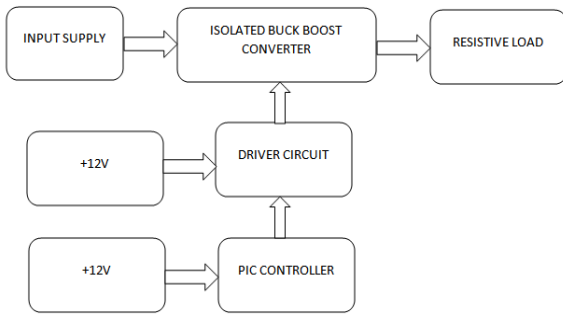 INPUT SUPPLY
ISOLATED BUCK BOOST
CONVERTER
RESISTIVE LOAD
+12V
DRIVER CIRCUIT
+12V
PIC CONTROLLER